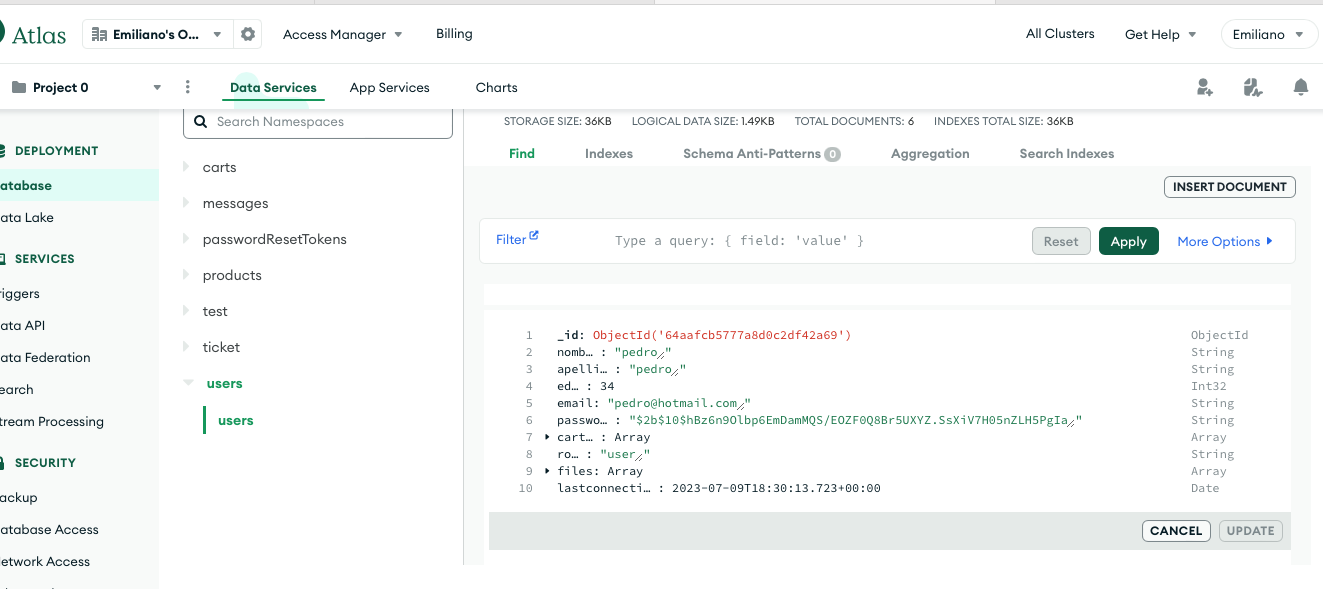 Atlas
Emiliano's O...
Access Manager
Billing
All Clusters
Get Help
Emiliano
Project 0
Data Services
App Services
Charts
DEPLOYMENT
atabase
ata Lake
SERVICES
riggers
ata API
ata Federation
earch
tream Processing
SECURITY
ackup
atabase Access
etwork Access
Search Namespaces
carts
messages
passwordResetTokens
products
test
ticket
users
users
STORAGE SIZE: 36KB LOGICAL DATA SIZE: 1.49KB TOTAL DOCUMENTS: 6 INDEXES TOTAL SIZE: 36KB
Find Indexes Schema Anti-Patterns 0 Aggregation Search Indexes
INSERT DOCUMENT
Filter Type a query: { field: 'value' } Reset Apply More Options
1 _id: ObjectId('64aafcb5777a8d0c2df42a69') ObjectId
2 nomb… : "pedro" String
3 apelli… : "pedro" String
4 ed… : 34 Int32
5 email: "pedro@hotmail.com" String
6 passwo… : "$2b$10$hBz6n9Olbp6EmDamMQS/EOZF0Q8Br5UXYZ.SsXiV7H05nZLH5PgIa" String
7 cart… : Array Array
8 ro… : "user" String
9 files: Array Array
10 lastconnecti… : 2023-07-09T18:30:13.723+00:00 Date
CANCEL UPDATE